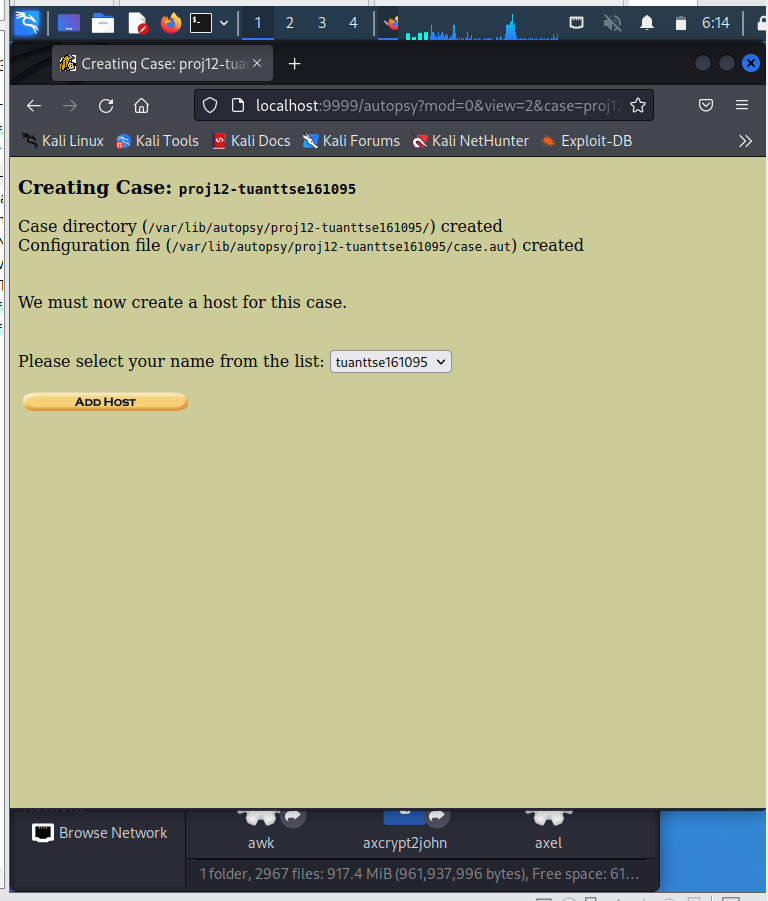 1 2 3 4 6:14
Creating Case: proj12-tuan
localhost:9999/autopsy?mod=0&view=2&case=proj12
Kali Linux Kali Tools Kali Docs Kali Forums Kali NetHunter Exploit-DB
Creating Case: proj12-tuanttse161095
Case directory (/var/lib/autopsy/proj12-tuanttse161095/) created
Configuration file (/var/lib/autopsy/proj12-tuanttse161095/case.aut) created
We must now create a host for this case.
Please select your name from the list: tuanttse161095
ADD HOST
Browse Network
awk axcrypt2john axel
1 folder, 2967 files: 917.4 MiB (961,937,996 bytes), Free space: 61...